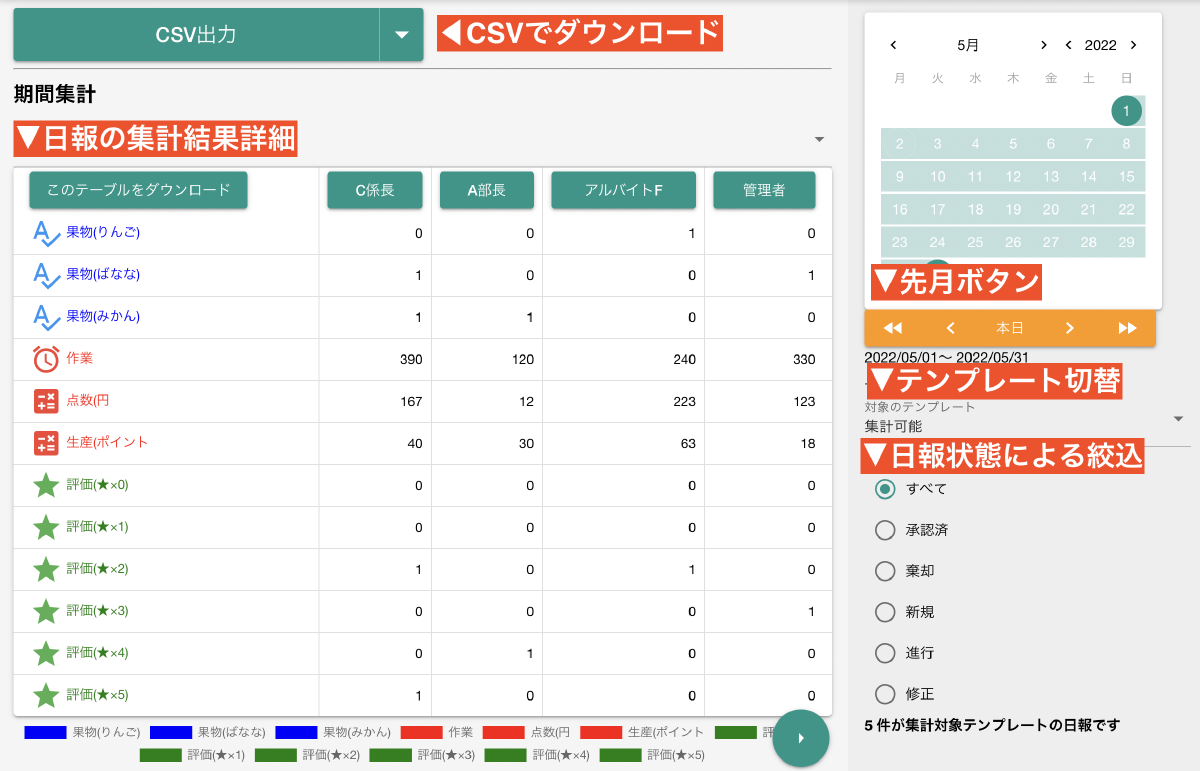 CSV出力
◀CSVでダウンロード
期間集計
▼日報の集計結果詳細
このテーブルをダウンロード C係長 A部長 アルバイトF 管理者
果物(りんご) 0 0 1 0
果物(ばなな) 1 0 0 1
果物(みかん) 1 1 0 0
作業 390 120 240 330
点数(円 167 12 223 123
生産(ポイント 40 30 63 18
評価(★×0) 0 0 0 0
評価(★×1) 0 0 0 0
評価(★×2) 1 0 1 0
評価(★×3) 0 0 0 1
評価(★×4) 0 1 0 0
評価(★×5) 1 0 0 0
果物(りんご) 果物(ばなな) 果物(みかん) 作業 点数(円 生産(ポイント
評価(★×1) 評価(★×2) 評価(★×3) 評価(★×4) 評価(★×5)
5月 2022
月 火 水 木 金 土 日
1
2 3 4 5 6 7 8
9 10 11 12 13 14 15
16 17 18 19 20 21 22
23 24 25 26 27 28 29
▼先月ボタン
本日
2022/05/01〜 2022/05/31
▼テンプレート切替
対象のテンプレート
集計可能
▼日報状態による絞込
すべて
承認済
棄却
新規
進行
修正
5 件が集計対象テンプレートの日報です